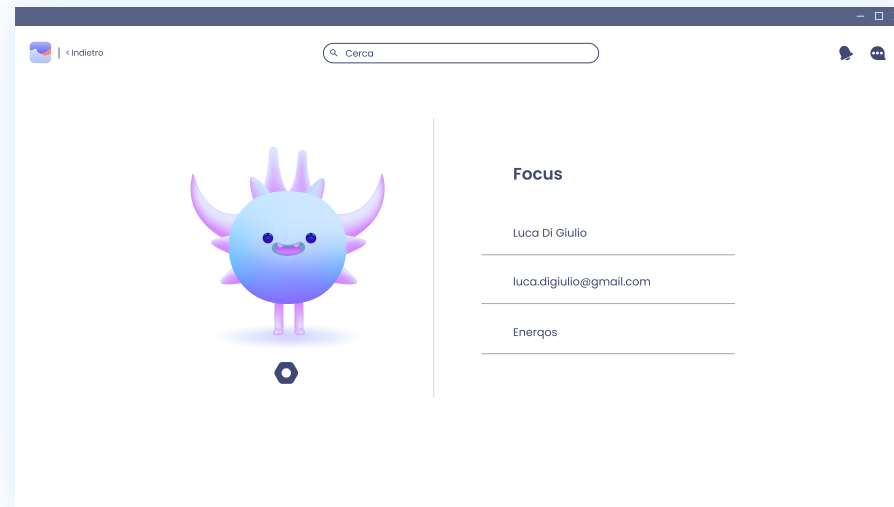 < Indietro
Cerca
Focus
Luca Di Giulio
luca.digiulio@gmail.com
Enerqos